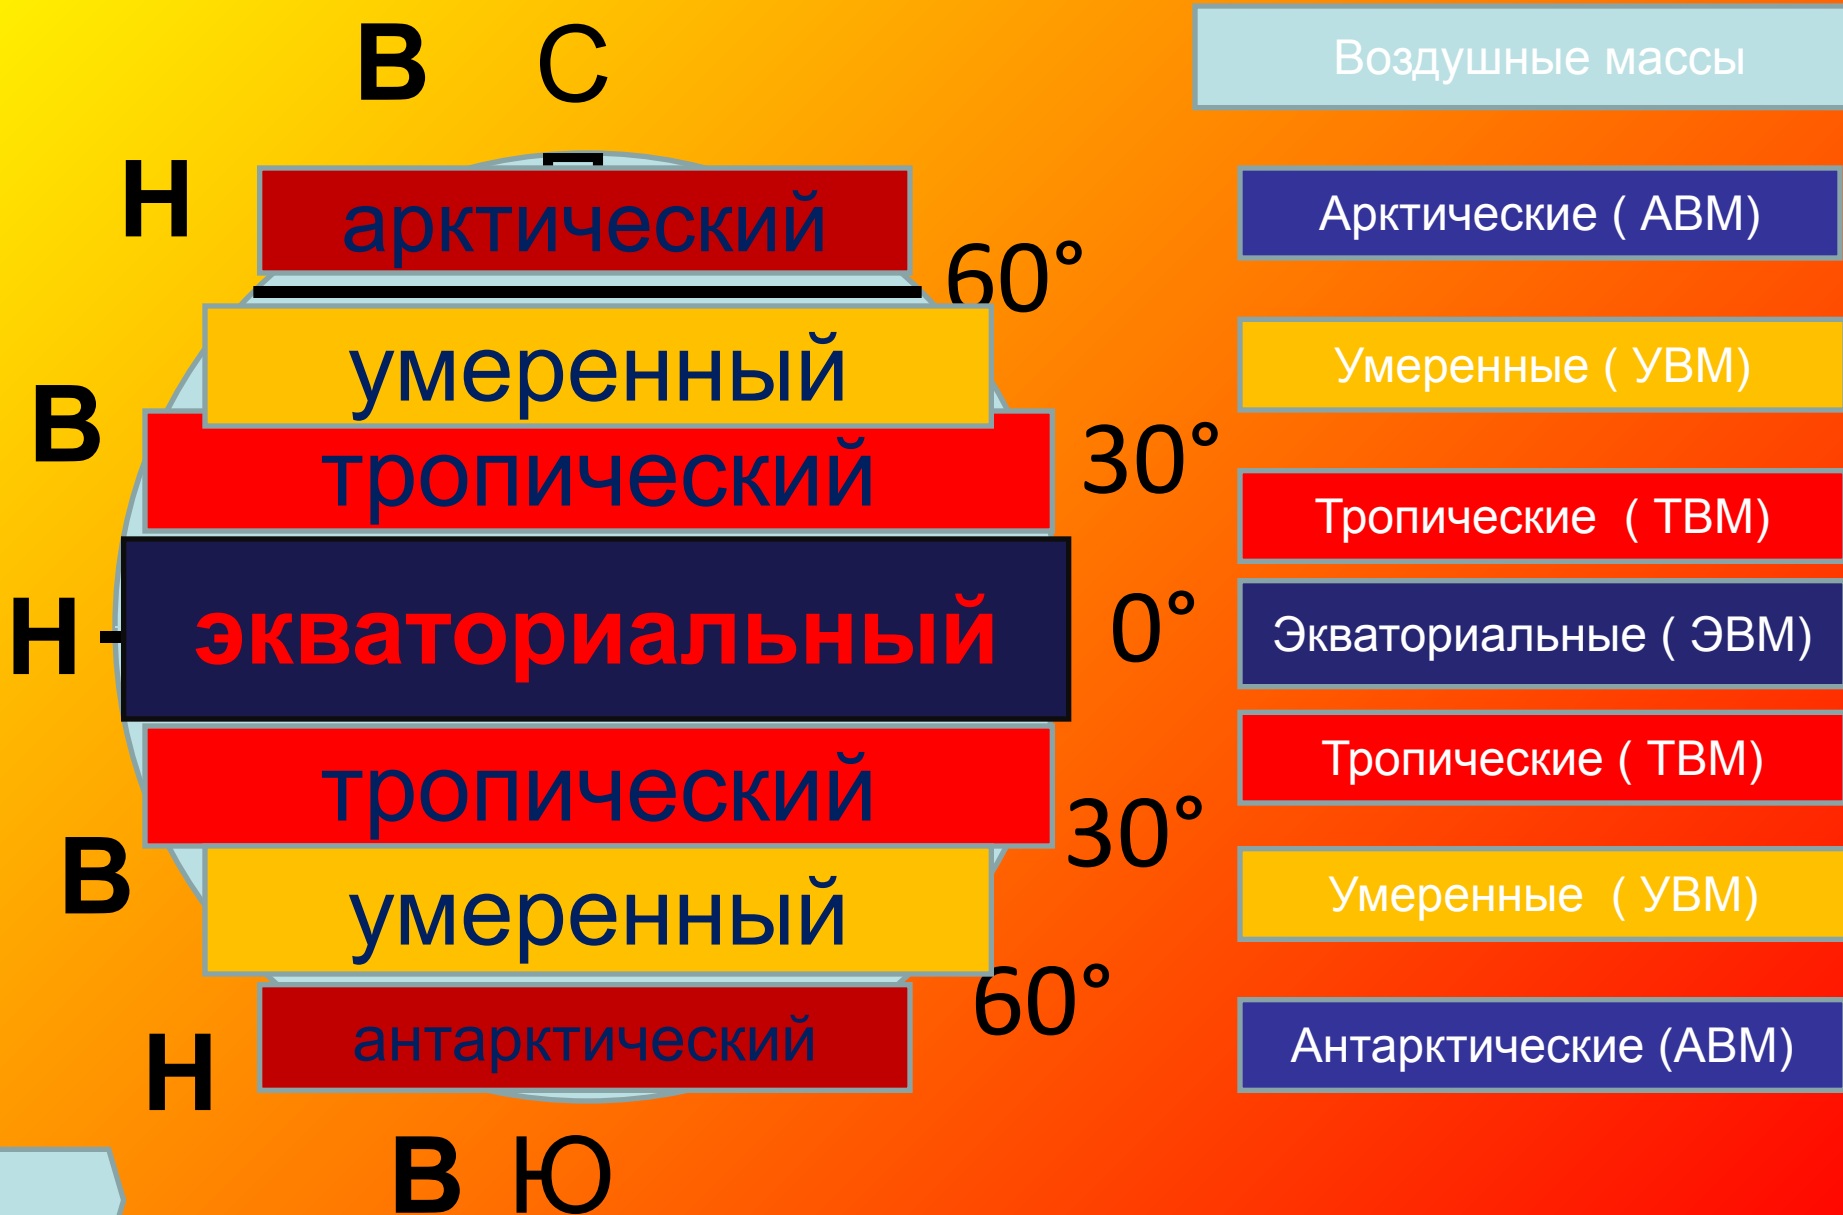 В С
Воздушные массы
П
Н
арктический
Арктические ( АВМ)
60°
умеренный
Умеренные ( УВМ)
В
30°
тропический
Тропические ( ТВМ)
Н
экваториальный
0°
Экваториальные ( ЭВМ)
тропический
Тропические ( ТВМ)
30°
В
умеренный
Умеренные ( УВМ)
60°
Н
антарктический
Антарктические (АВМ)
В Ю